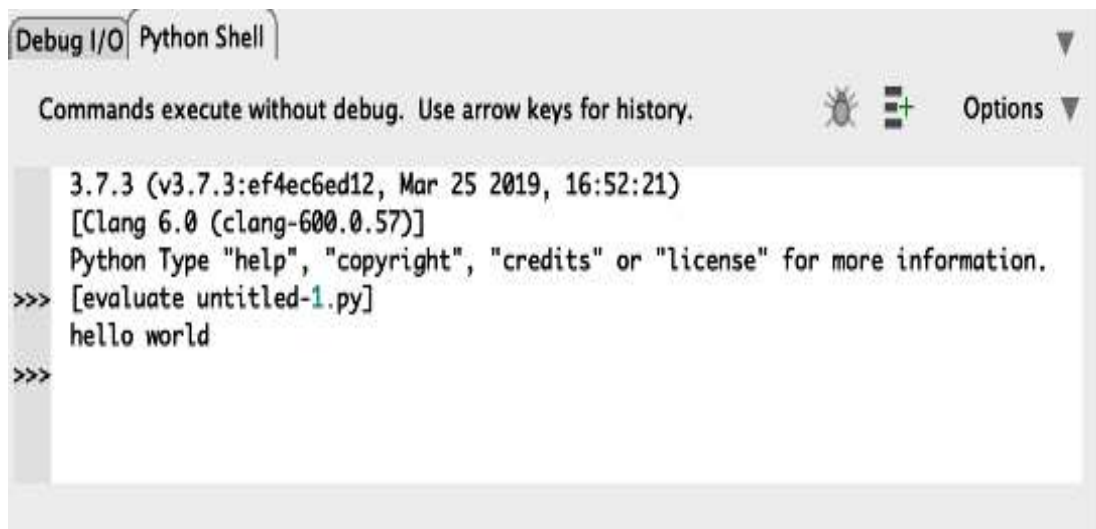 Debug I/O Python Shell
Commands execute without debug. Use arrow keys for history.
Options
3.7.3 (v3.7.3:ef4ec6ed12, Mar 25 2019, 16:52:21)
[Clang 6.0 (clang-600.0.57)]
Python Type "help", "copyright", "credits" or "license" for more information.
>>> [evaluate untitled-1.py]
hello world
>>>